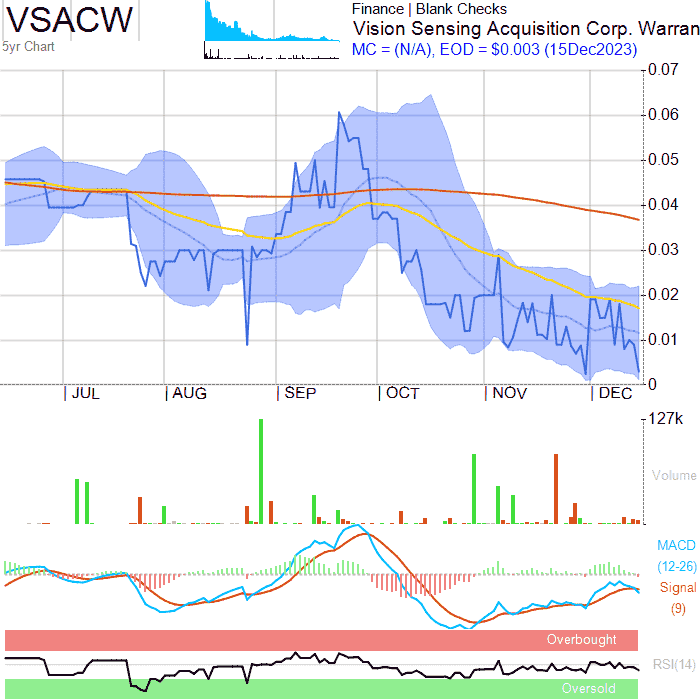 VSACW
5yr Chart
Finance | Blank Checks
Vision Sensing Acquisition Corp. Warran
MC = (N/A), EOD = $0.003 (15Dec2023)
0.07
0.06
0.05
0.04
0.03
0.02
0.01
0
JUL AUG SEP OCT NOV DEC
127k
Volume
MACD
(12-26)
Signal
(9)
Overbought
RSI(14)
Oversold